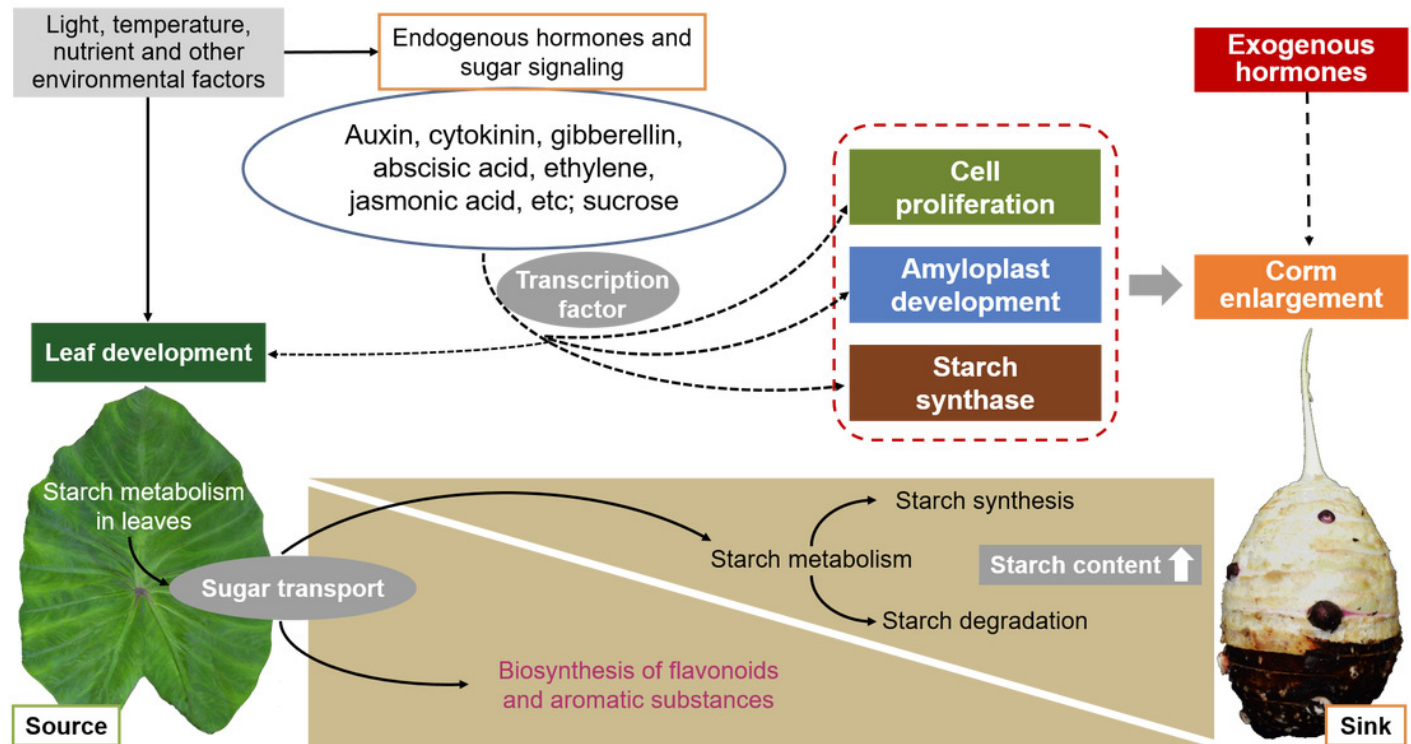 Light, temperature,
nutrient and other
environmental factors
Endogenous hormones and
sugar signaling
Exogenous
hormones
Auxin, cytokinin, gibberellin,
abscisic acid, ethylene,
jasmonic acid, etc; sucrose
Cell
proliferation
Transcription
factor
Amyloplast
development
Corm
enlargement
Leaf development
Starch
synthase
Starch metabolism
in leaves
Sugar transport
Starch synthesis
Starch metabolism
Starch content
Starch degradation
Biosynthesis of flavonoids
and aromatic substances
Source
Sink